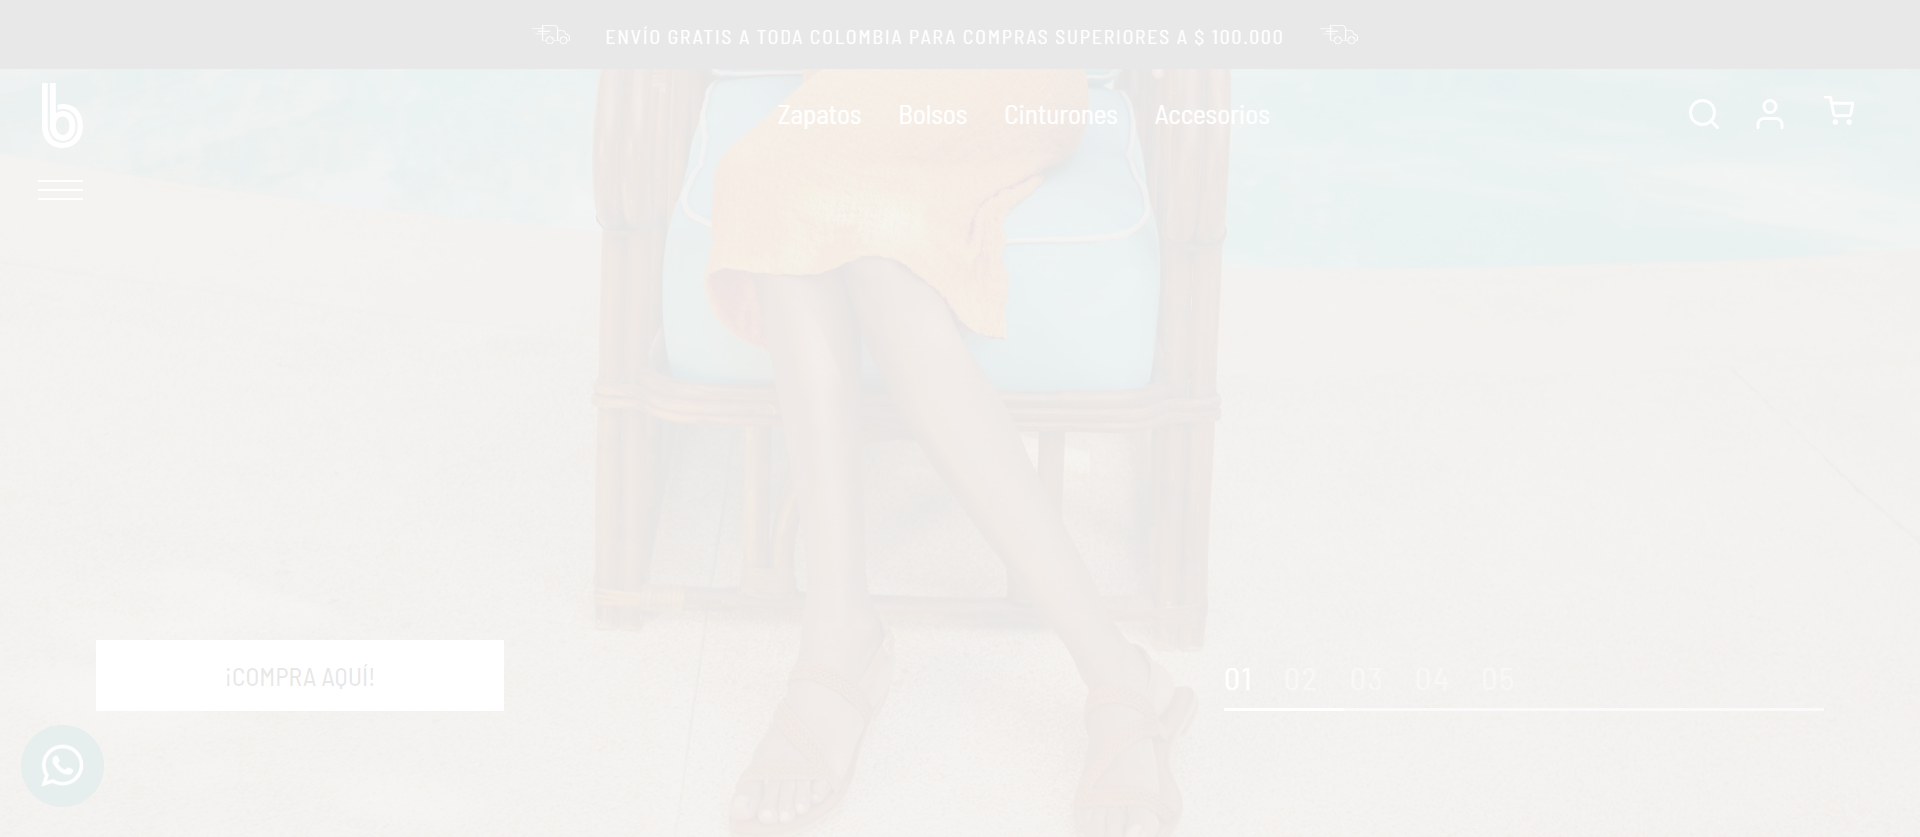 ENVÍO GRATIS A TODA COLOMBIA PARA COMPRAS SUPERIORES A $ 100.000
b
Zapatos Bolsos Cinturones Accesorios
¡COMPRA AQUÍ!
01 02 03 04 05